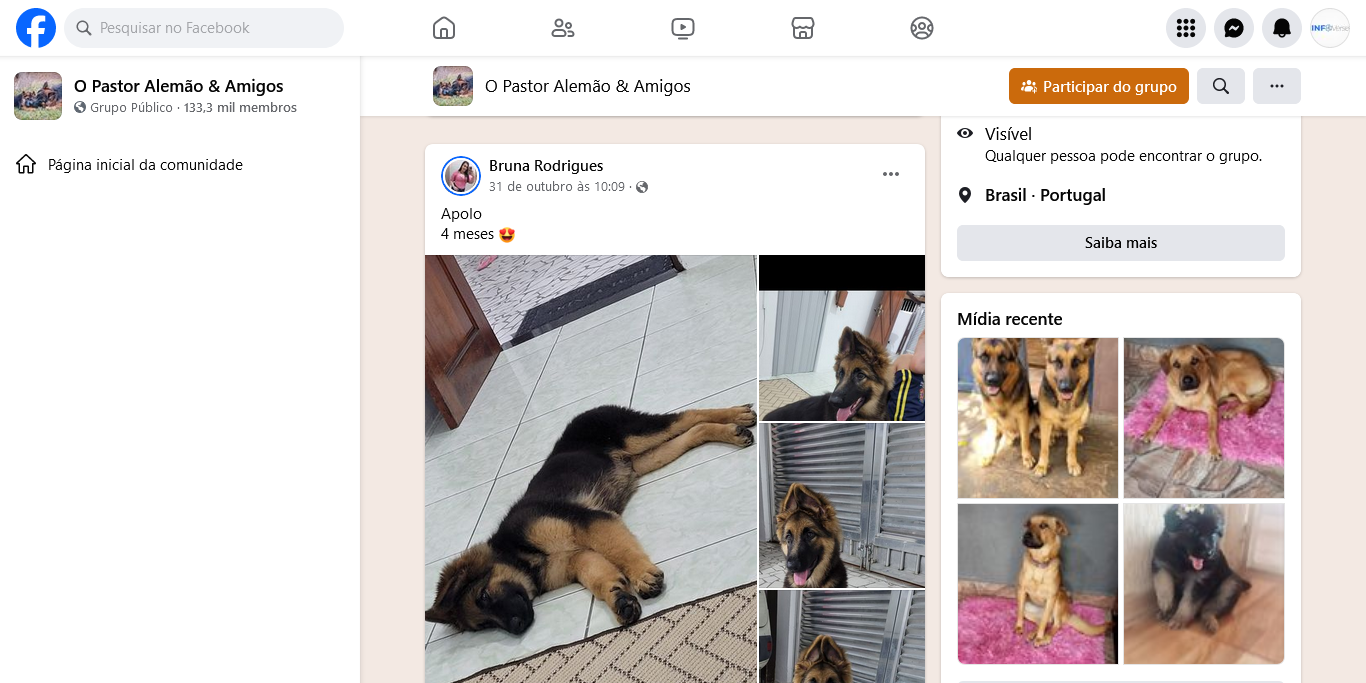 Pesquisar no Facebook
INF Verse
O Pastor Alemão & Amigos
Grupo Público · 133,3 mil membros
Página inicial da comunidade
O Pastor Alemão & Amigos
Participar do grupo
Bruna Rodrigues
31 de outubro às 10:09 ·
Apolo
4 meses 😍
Visível
Qualquer pessoa pode encontrar o grupo.
Brasil · Portugal
Saiba mais
Mídia recente